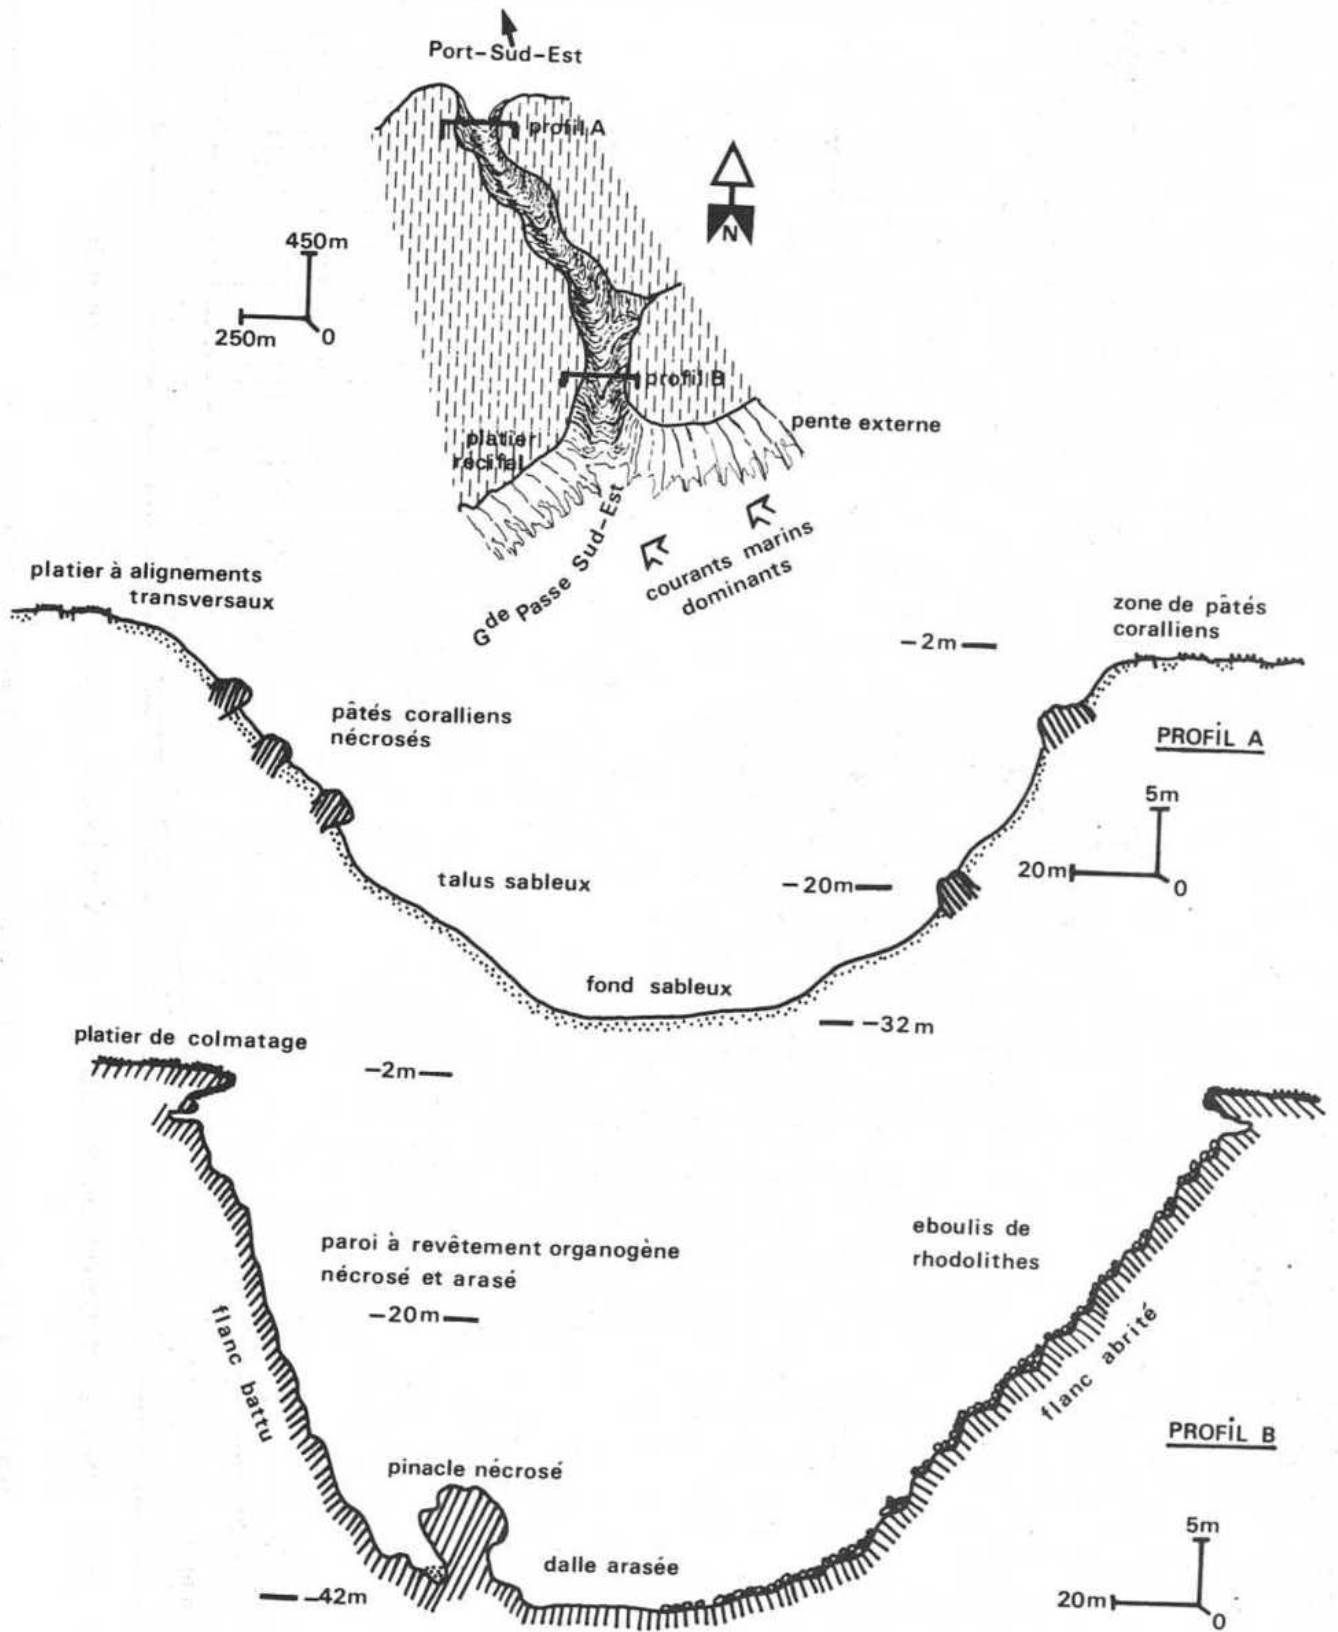 Port-Sud-Est
profil A
N
450m
250m
0
profil B
pente externe
platier
récifal
Gde Passe Sud-Est
courants marins
dominants
platier à alignements
transversaux
zone de pâtés
coralliens
-2m
pâtés coralliens
nécrosés
PROFiL A
5m
20m
0
talus sableux
-20m
fond sableux
-32m
platier de colmatage
-2m
paroi à revêtement organogène
nécrosé et arasé
-20m
eboulis de
rhodolithes
flanc battu
flanc abrité
PROFiL B
pinacle nécrosé
dalle arasée
-42m
5m
20m
0